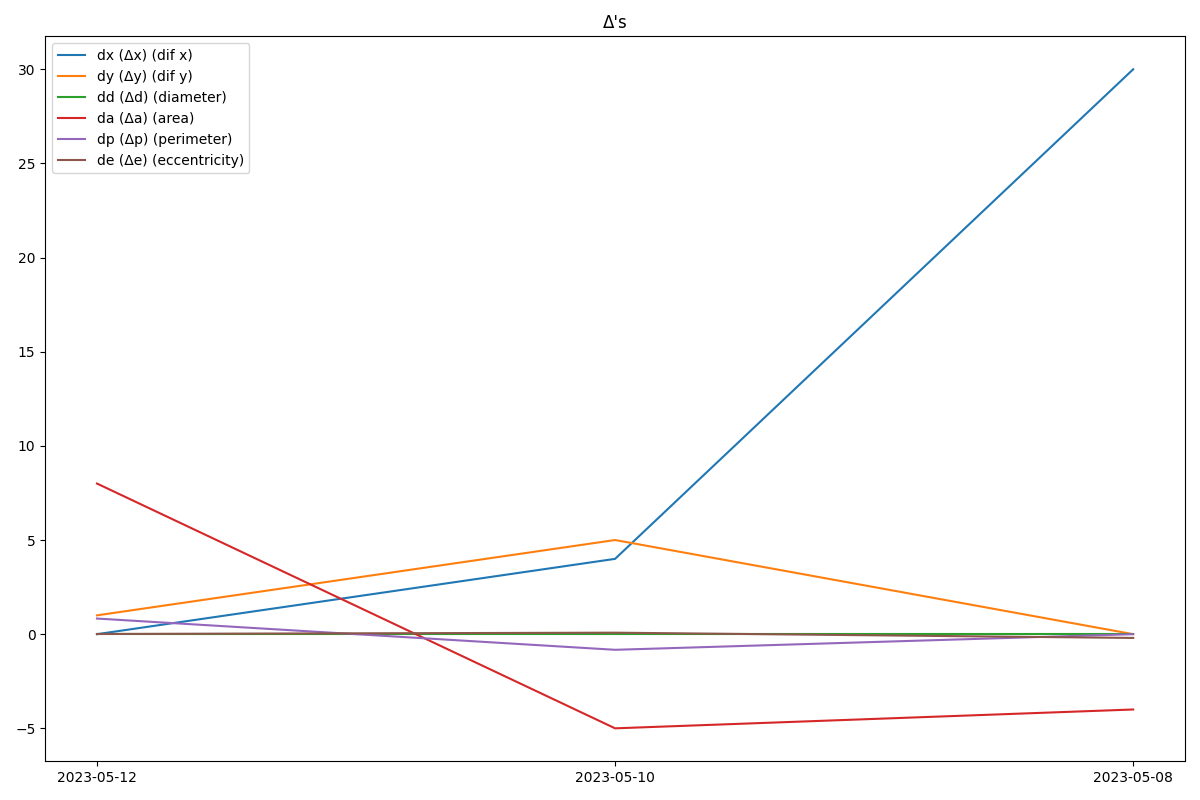 Δ's
dx (Δx) (dif x)
dy (Δy) (dif y)
dd (Δd) (diameter)
da (Δa) (area)
dp (Δp) (perimeter)
de (Δe) (eccentricity)
30
25
20
15
10
5
0
−5
2023-05-12
2023-05-10
2023-05-08